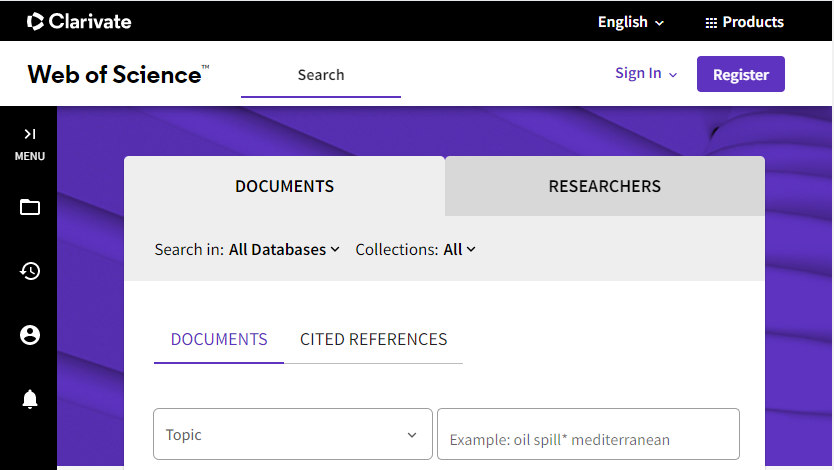 Clarivate English Products
Web of Science™ Search Sign In Register
MENU
DOCUMENTS RESEARCHERS
Search in: All Databases Collections: All
DOCUMENTS CITED REFERENCES
Topic Example: oil spill* mediterranean